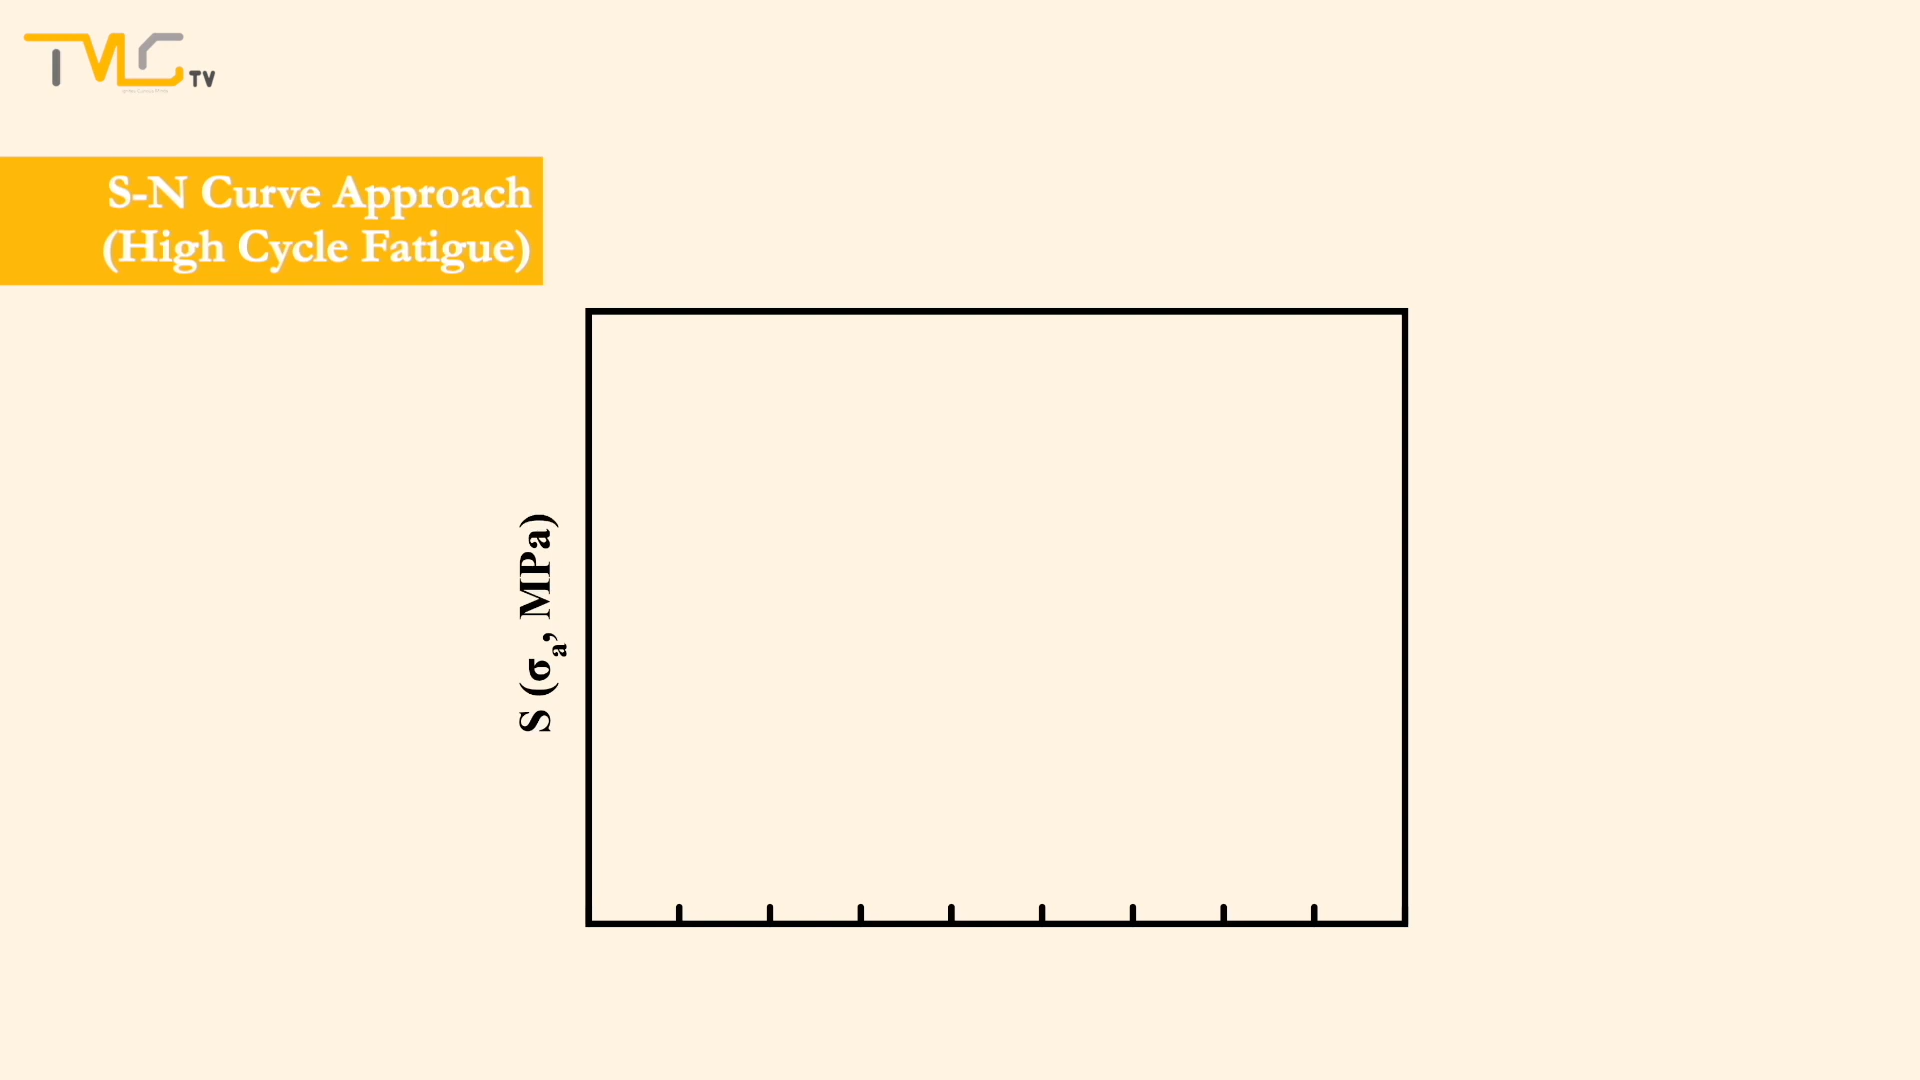 TMC TV
S-N Curve Approach
(High Cycle Fatigue)
S (σa, MPa)